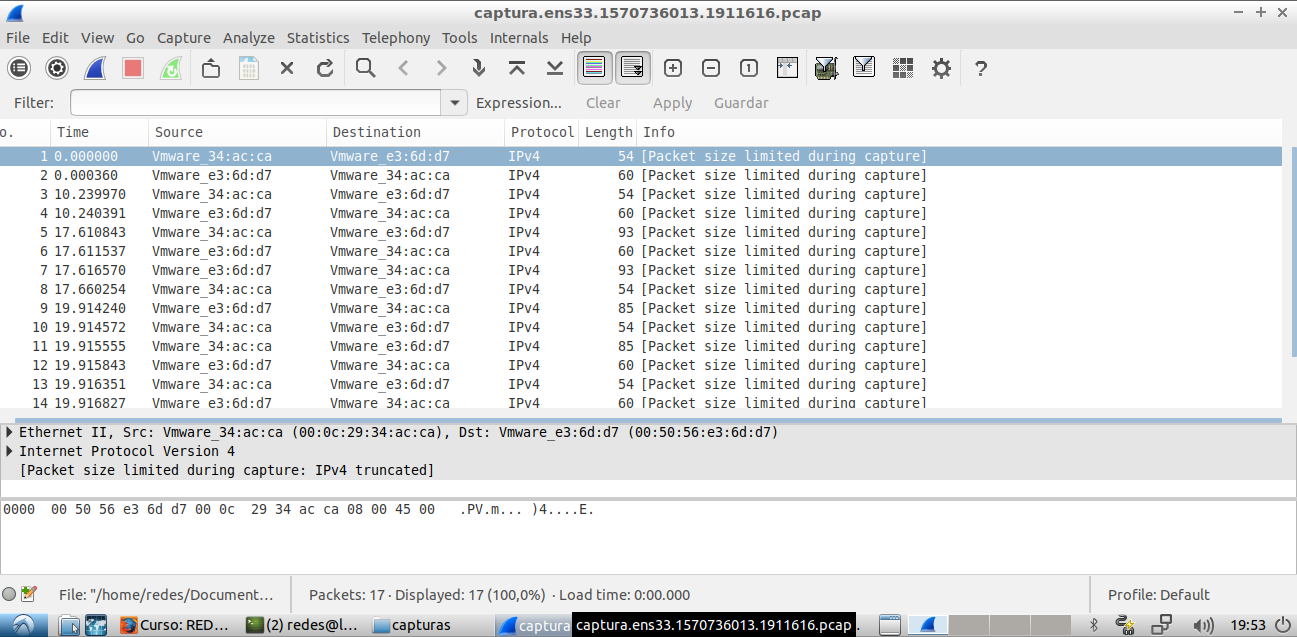 captura.ens33.1570736013.1911616.pcap
File Edit View Go Capture Analyze Statistics Telephony Tools Internals Help
Filter: Expression... Clear Apply Guardar
o. Time Source Destination Protocol Length Info
1 0.000000 Vmware_34:ac:ca Vmware_e3:6d:d7 IPv4 54 [Packet size limited during capture]
2 0.000360 Vmware_e3:6d:d7 Vmware_34:ac:ca IPv4 60 [Packet size limited during capture]
3 10.239970 Vmware_34:ac:ca Vmware_e3:6d:d7 IPv4 54 [Packet size limited during capture]
4 10.240391 Vmware_e3:6d:d7 Vmware_34:ac:ca IPv4 60 [Packet size limited during capture]
5 17.610843 Vmware_34:ac:ca Vmware_e3:6d:d7 IPv4 93 [Packet size limited during capture]
6 17.611537 Vmware_e3:6d:d7 Vmware_34:ac:ca IPv4 60 [Packet size limited during capture]
7 17.616570 Vmware_e3:6d:d7 Vmware_34:ac:ca IPv4 93 [Packet size limited during capture]
8 17.660254 Vmware_34:ac:ca Vmware_e3:6d:d7 IPv4 54 [Packet size limited during capture]
9 19.914240 Vmware_e3:6d:d7 Vmware_34:ac:ca IPv4 85 [Packet size limited during capture]
10 19.914572 Vmware_34:ac:ca Vmware_e3:6d:d7 IPv4 54 [Packet size limited during capture]
11 19.915555 Vmware_34:ac:ca Vmware_e3:6d:d7 IPv4 85 [Packet size limited during capture]
12 19.915843 Vmware_e3:6d:d7 Vmware_34:ac:ca IPv4 60 [Packet size limited during capture]
13 19.916351 Vmware_34:ac:ca Vmware_e3:6d:d7 IPv4 54 [Packet size limited during capture]
14 19.916827 Vmware_e3:6d:d7 Vmware_34:ac:ca IPv4 60 [Packet size limited during capture]
Ethernet II, Src: Vmware_34:ac:ca (00:0c:29:34:ac:ca), Dst: Vmware_e3:6d:d7 (00:50:56:e3:6d:d7)
Internet Protocol Version 4
[Packet size limited during capture: IPv4 truncated]
0000 00 50 56 e3 6d d7 00 0c 29 34 ac ca 08 00 45 00 .PV.m... )4....E.
File: "/home/redes/Document... Packets: 17 · Displayed: 17 (100,0%) · Load time: 0:00.000 Profile: Default
Curso: RED... (2) redes@l... capturas captura captura.ens33.1570736013.1911616.pcap . 19:53